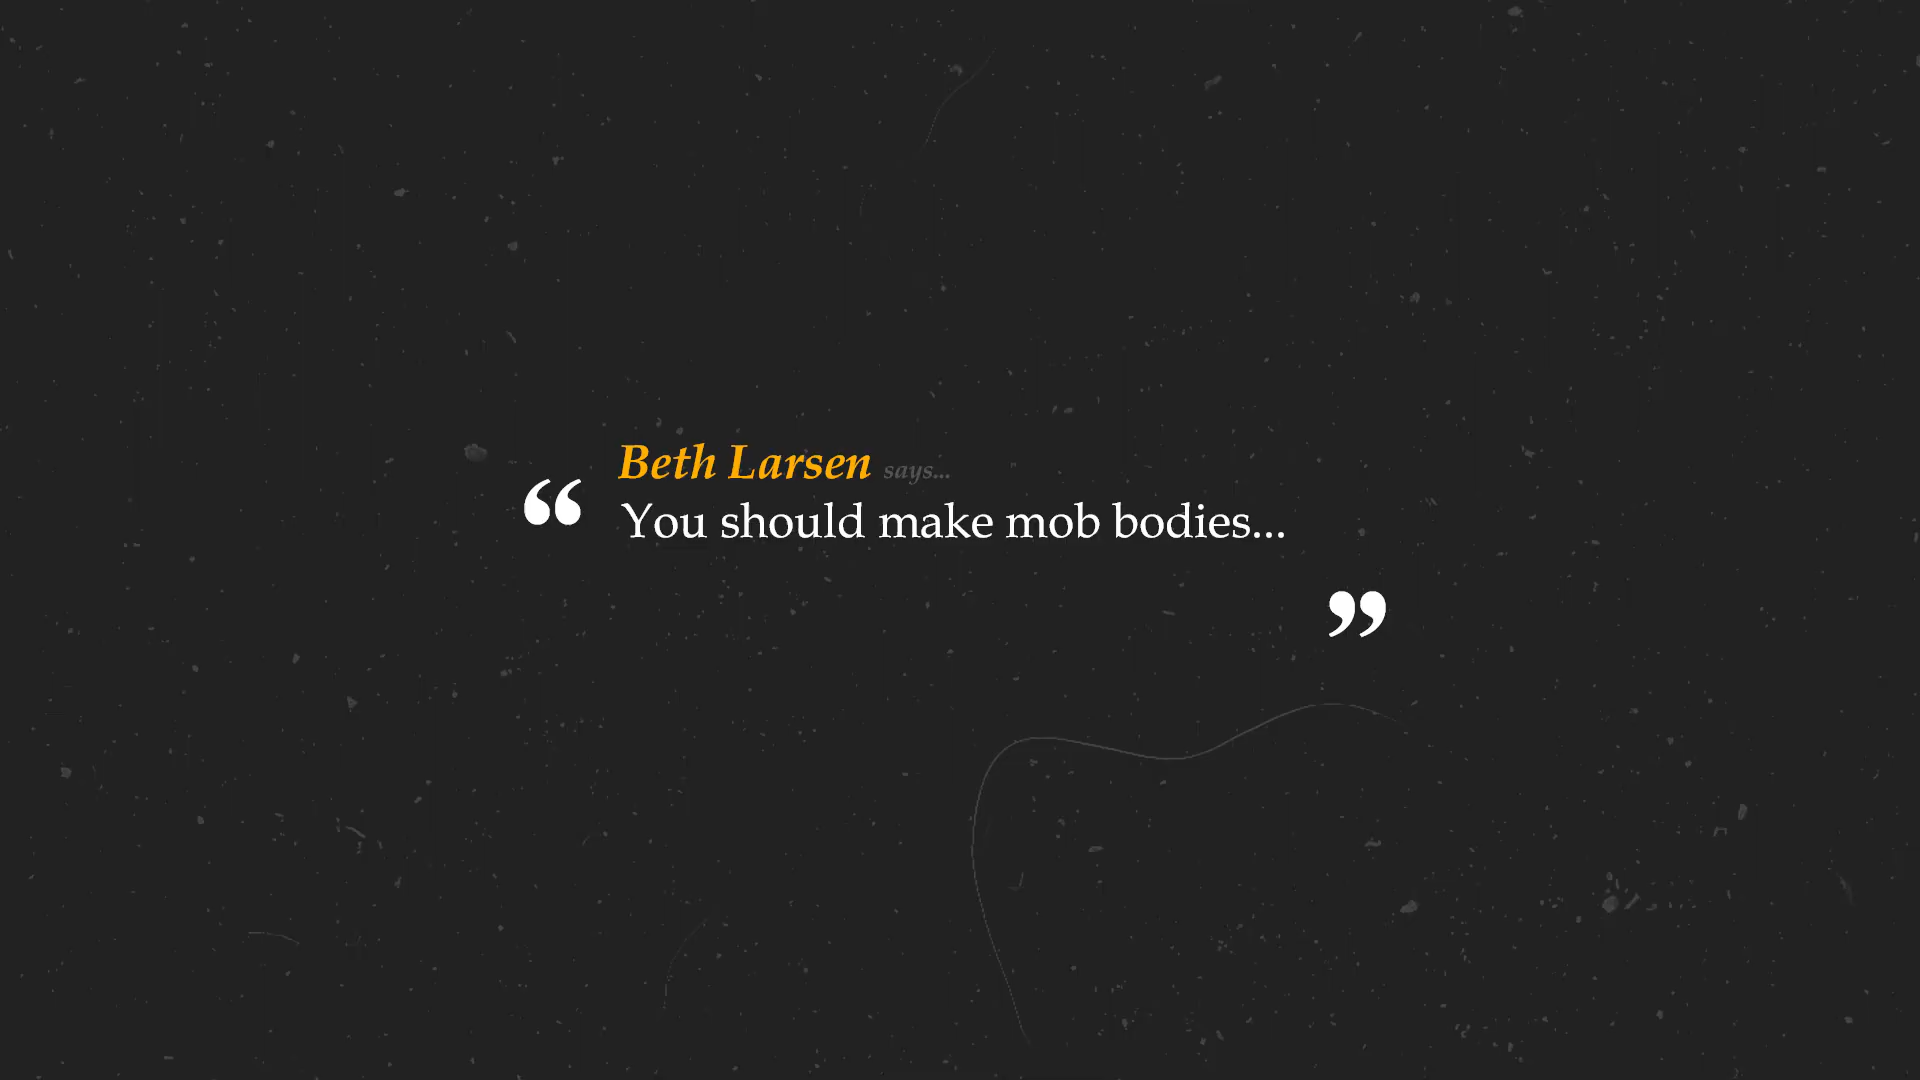 Beth Larsen says...
“ You should make mob bodies...
”